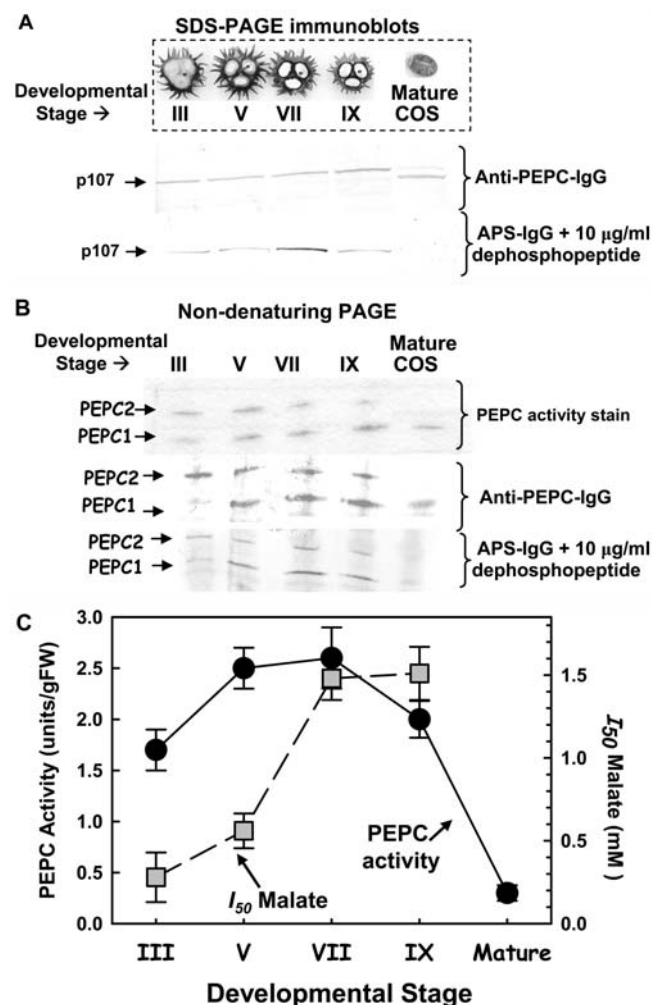 A
SDS-PAGE immunoblots
Developmental
Stage →
III V VII IX Mature
COS
p107
Anti-PEPC-IgG
p107
APS-IgG + 10 μg/ml
dephosphopeptide
B
Non-denaturing PAGE
Developmental
Stage →
III V VII IX Mature
COS
PEPC2
PEPC1
PEPC activity stain
PEPC2
PEPC1
Anti-PEPC-IgG
PEPC2
PEPC1
APS-IgG + 10 μg/ml
dephosphopeptide
C
PEPC Activity (units/gFW)
3.0
2.5
2.0
1.5
1.0
0.5
0.0
I50 Malate
PEPC
activity
1.5
1.0
0.5
0.0
I50 Malate (mM)
III V VII IX Mature
Developmental Stage